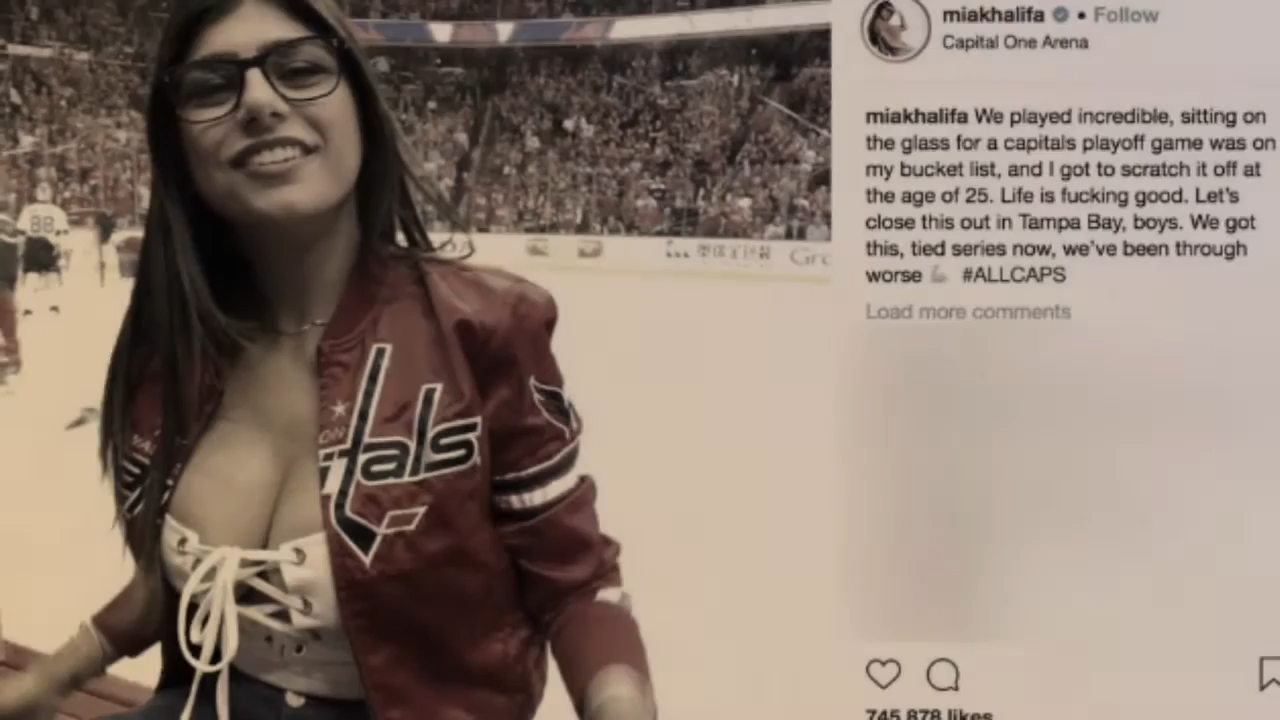 miakhalifa • Follow
Capital One Arena
miakhalifa We played incredible, sitting on
the glass for a capitals playoff game was on
my bucket list, and I got to scratch it off at
the age of 25. Life is fucking good. Let's
close this out in Tampa Bay, boys. We got
this, tied series now, we've been through
worse 💪 #ALLCAPS
Load more comments
745,878 likes
88
tals